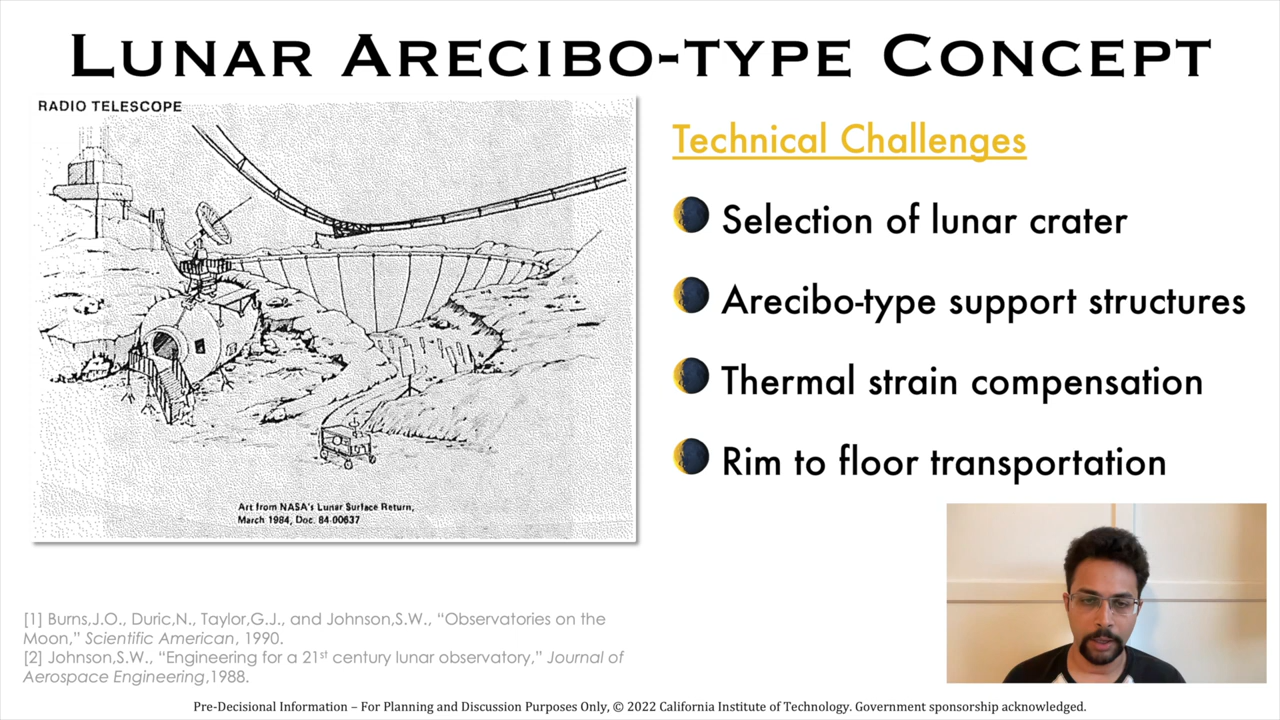 LUNAR ARECIBO-TYPE CONCEPT
RADIO TELESCOPE
Art from NASA's Lunar Surface Return,
March 1984, Doc. 84-00637
Technical Challenges
Selection of lunar crater
Arecibo-type support structures
Thermal strain compensation
Rim to floor transportation
[1] Burns,J.O., Duric,N., Taylor,G.J., and Johnson,S.W., “Observatories on the
Moon,” Scientific American, 1990.
[2] Johnson,S.W., “Engineering for a 21st century lunar observatory,” Journal of
Aerospace Engineering,1988.
Pre-Decisional Information – For Planning and Discussion Purposes Only, © 2022 California Institute of Technology. Government sponsorship acknowledged.